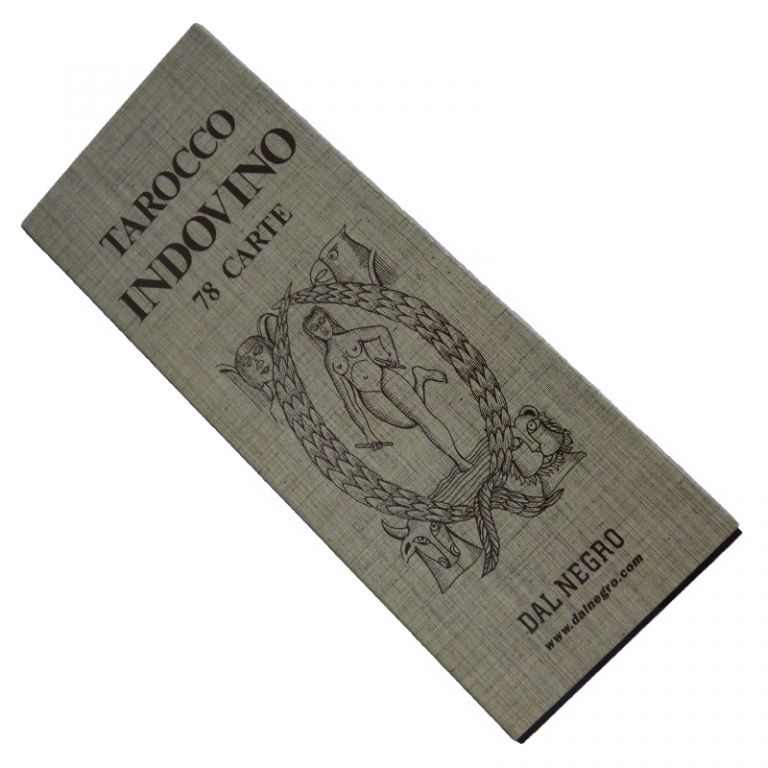 TAROCCO
INDOVINO
78 CARTE
DAL NEGRO
www.dalnegro.com